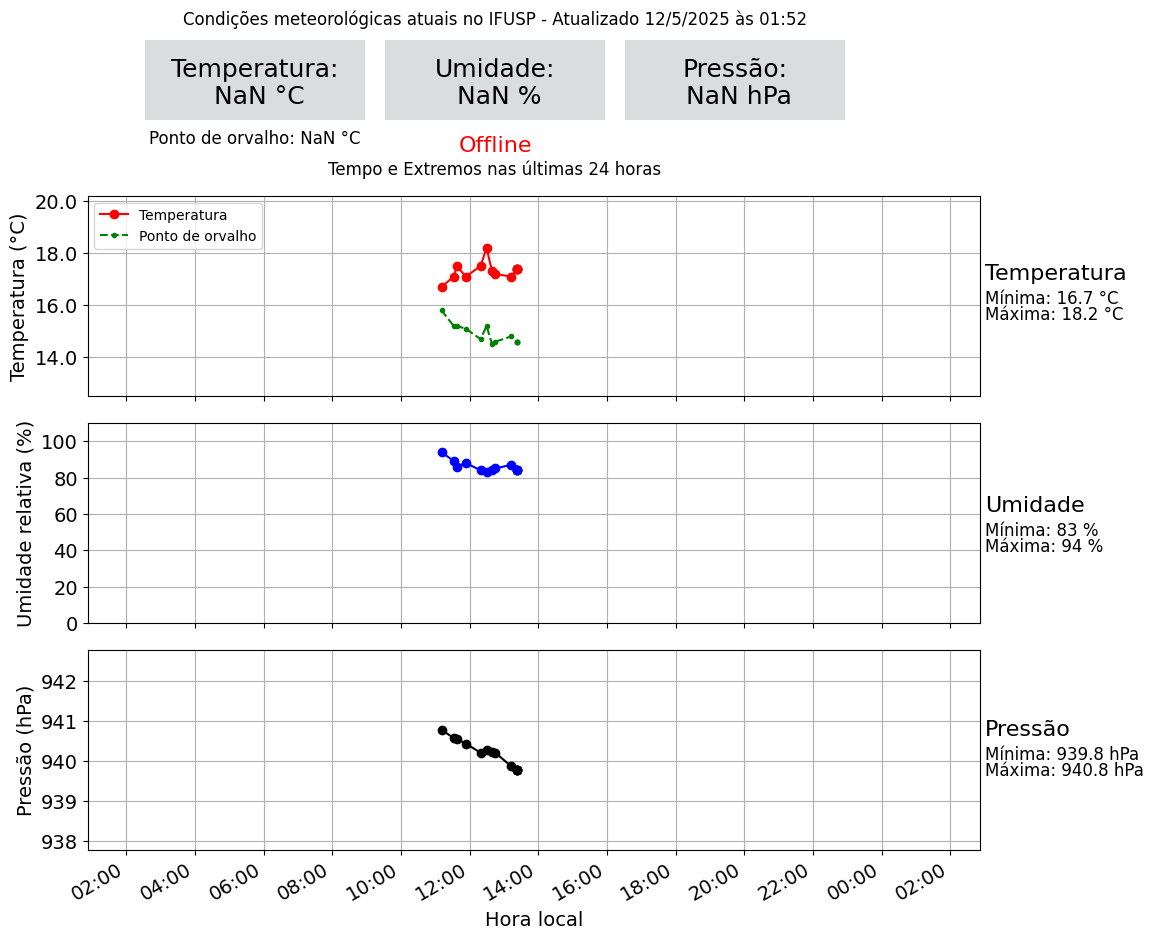 Condições meteorológicas atuais no IFUSP - Atualizado 12/5/2025 às 01:52
Temperatura:
NaN °C
Umidade:
NaN %
Pressão:
NaN hPa
Ponto de orvalho: NaN °C
Offline
Tempo e Extremos nas últimas 24 horas
Temperatura (°C)
20.0
18.0
16.0
14.0
Temperatura
Ponto de orvalho
Temperatura
Mínima: 16.7 °C
Máxima: 18.2 °C
Umidade relativa (%)
100
80
60
40
20
0
Umidade
Mínima: 83 %
Máxima: 94 %
Pressão (hPa)
942
941
940
939
938
Pressão
Mínima: 939.8 hPa
Máxima: 940.8 hPa
02:00 04:00 06:00 08:00 10:00 12:00 14:00 16:00 18:00 20:00 22:00 00:00 02:00
Hora local